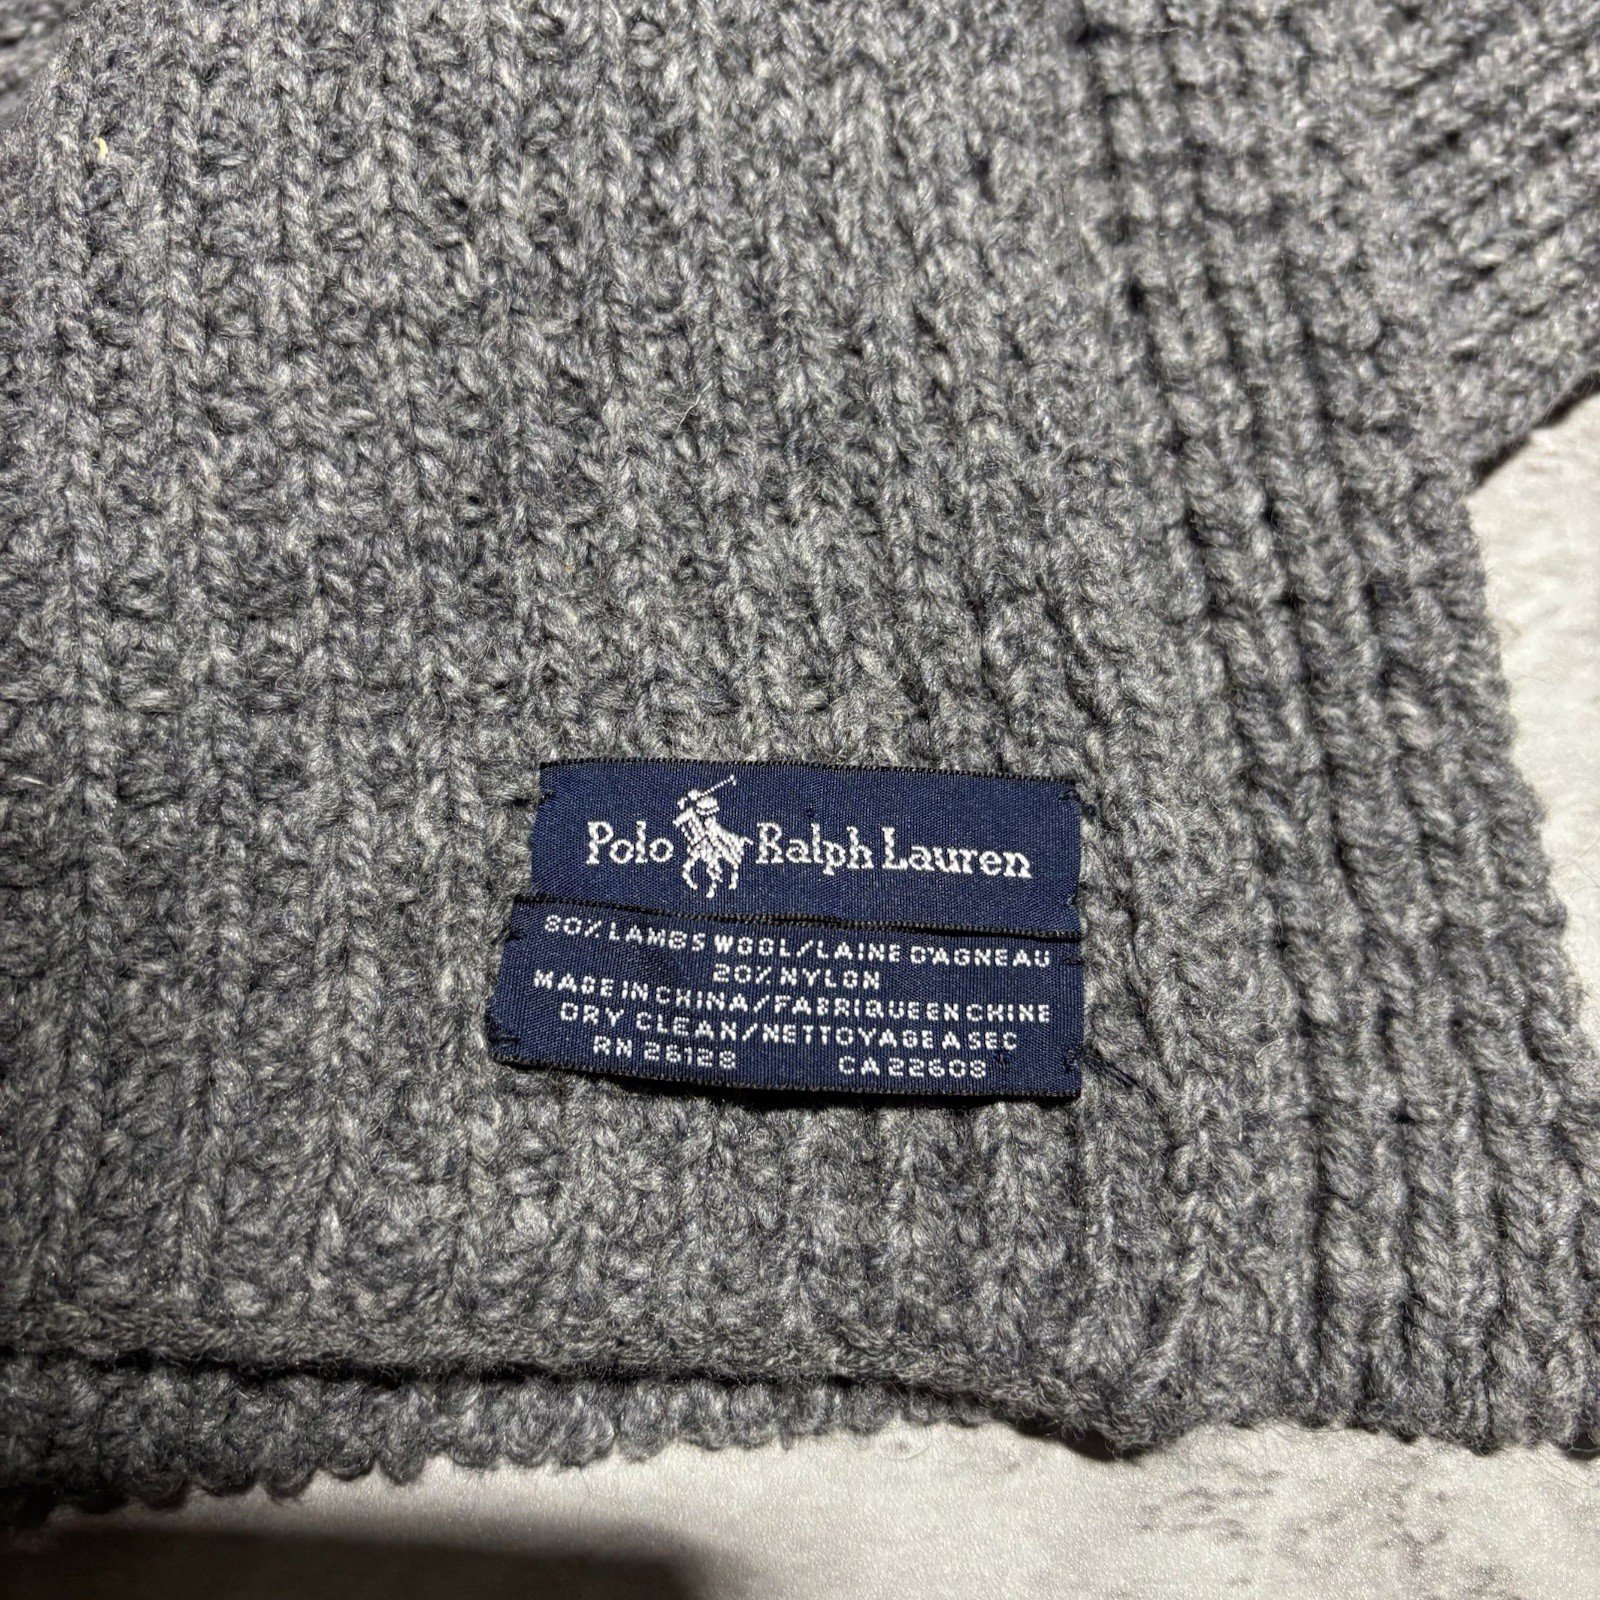 Polo Ralph Lauren
80% LAMBS WOOL/LAINE D'AGNEAU
20% NYLON
MADE IN CHINA/FABRIQUE EN CHINE
DRY CLEAN/NETTOYAGE A SEC
RN 26128 CA 22608